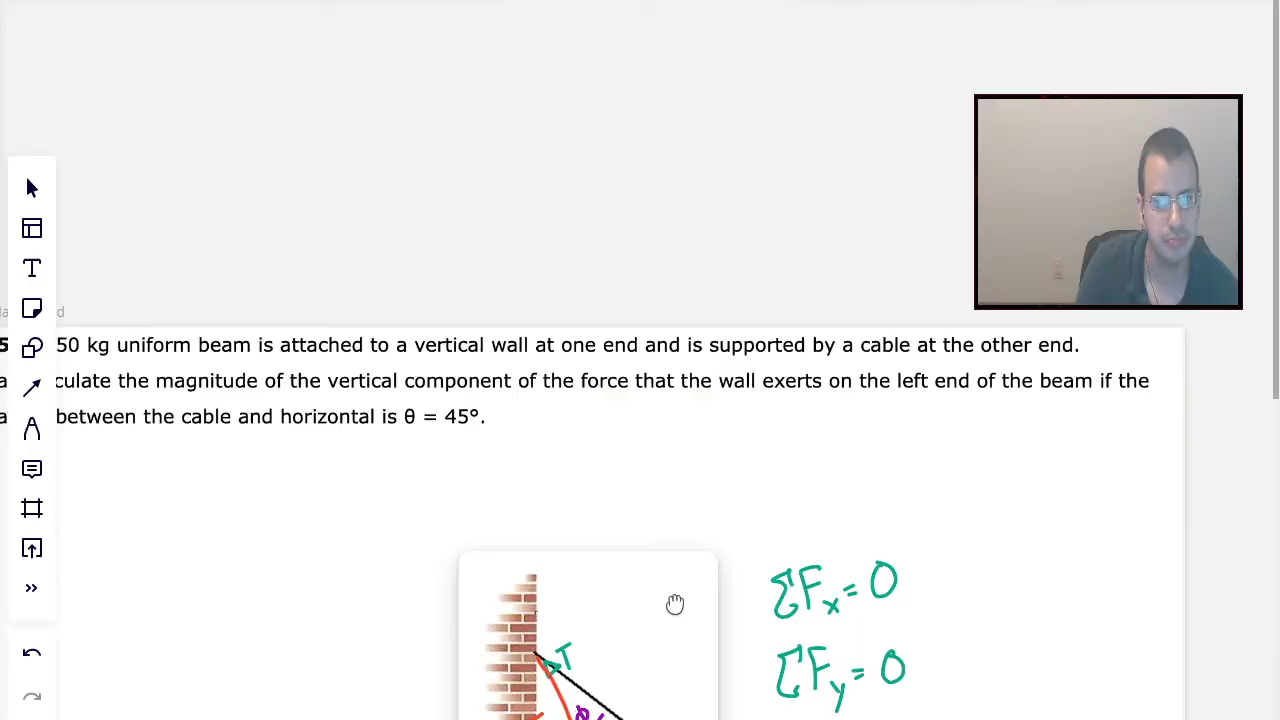 d
50 kg uniform beam is attached to a vertical wall at one end and is supported by a cable at the other end.
culate the magnitude of the vertical component of the force that the wall exerts on the left end of the beam if the
between the cable and horizontal is θ = 45°.
ΣFx = 0
T
ΣFy = 0